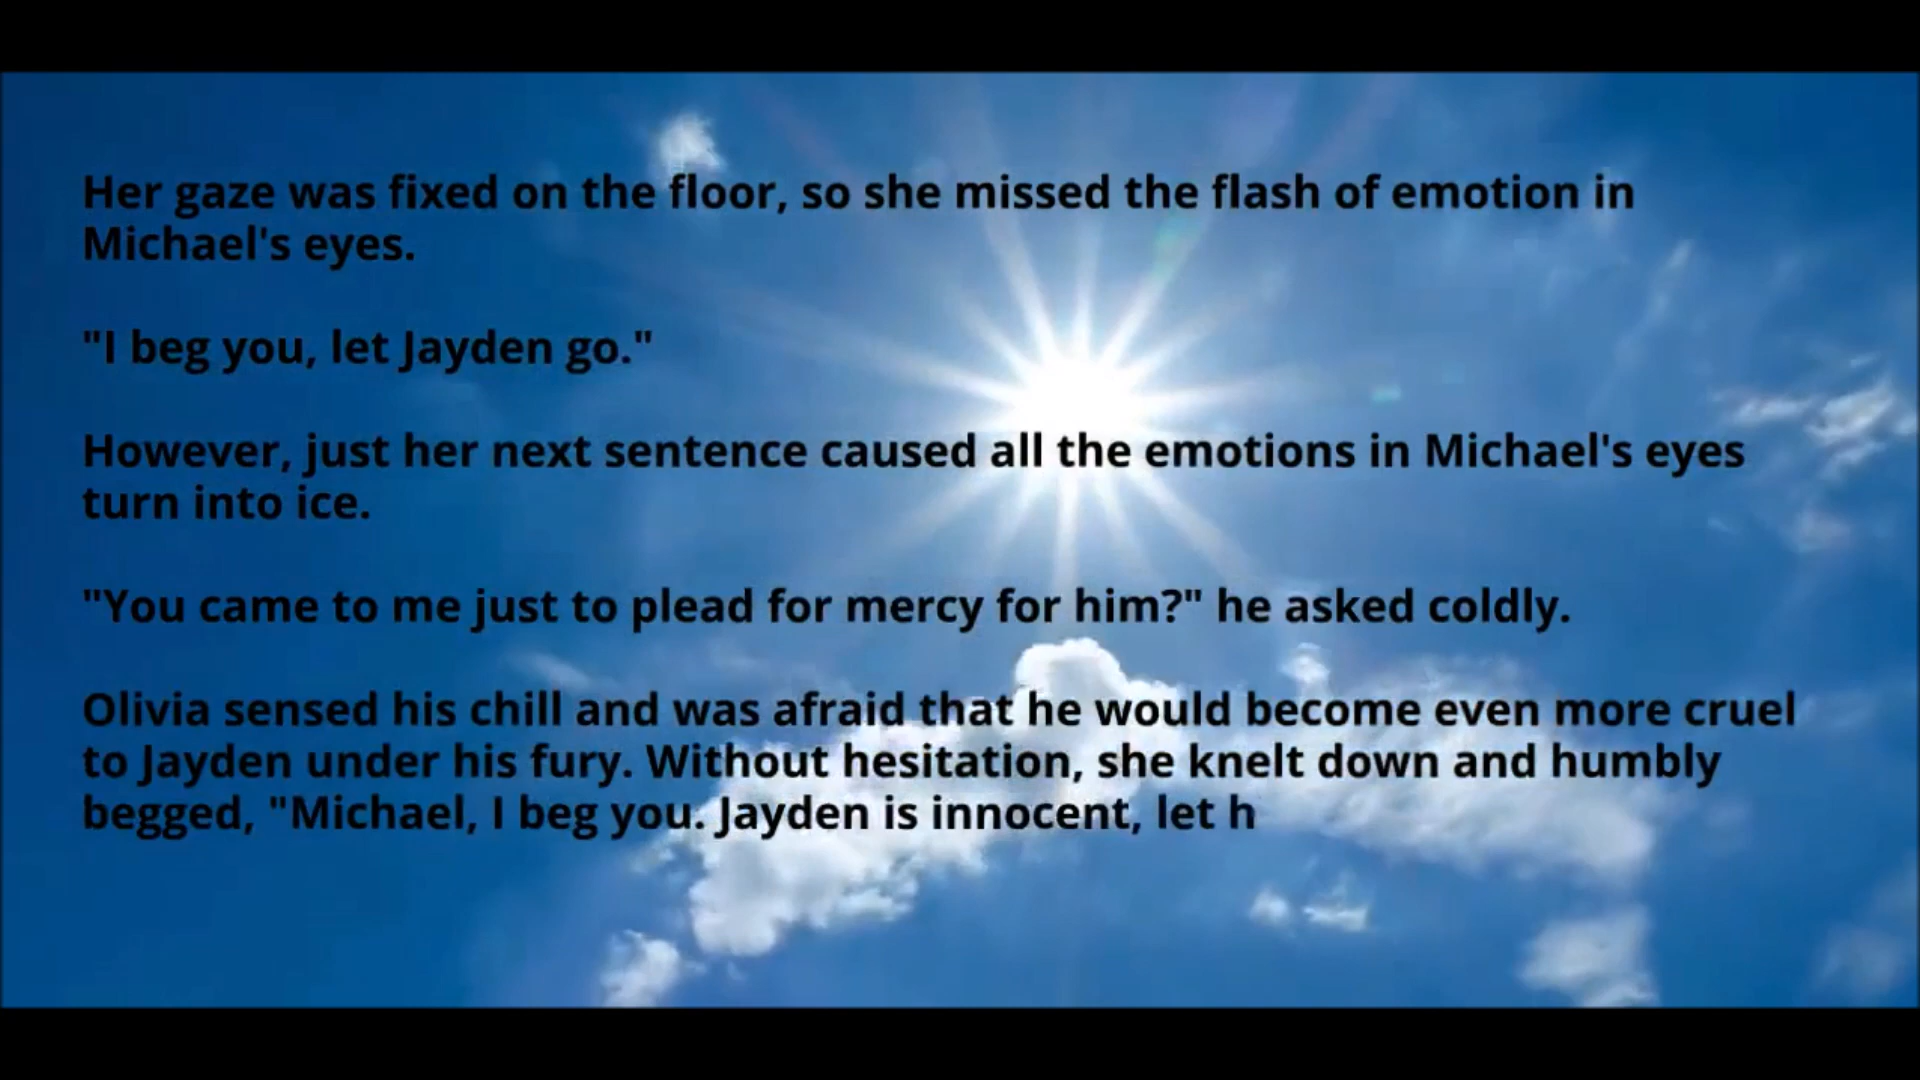 Her gaze was fixed on the floor, so she missed the flash of emotion in
Michael's eyes.
"I beg you, let Jayden go."
However, just her next sentence caused all the emotions in Michael's eyes
turn into ice.
"You came to me just to plead for mercy for him?" he asked coldly.
Olivia sensed his chill and was afraid that he would become even more cruel
to Jayden under his fury. Without hesitation, she knelt down and humbly
begged, "Michael, I beg you. Jayden is innocent, let h